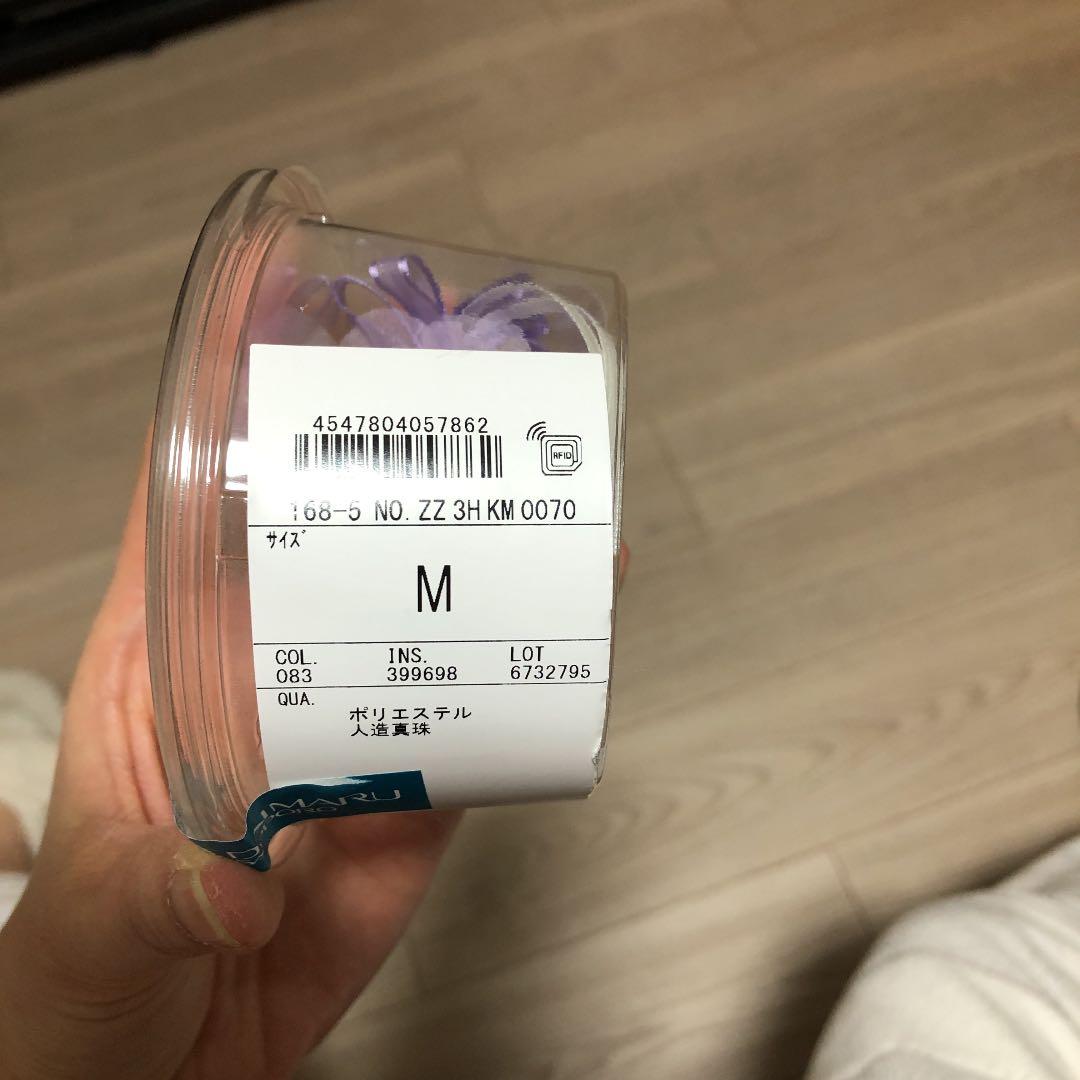 4547804057862
RFID
168-5 NO. ZZ 3H KM 0070
サイズ
M
COL. INS. LOT
083 399698 6732795
QUA.
ポリエステル
人造真珠